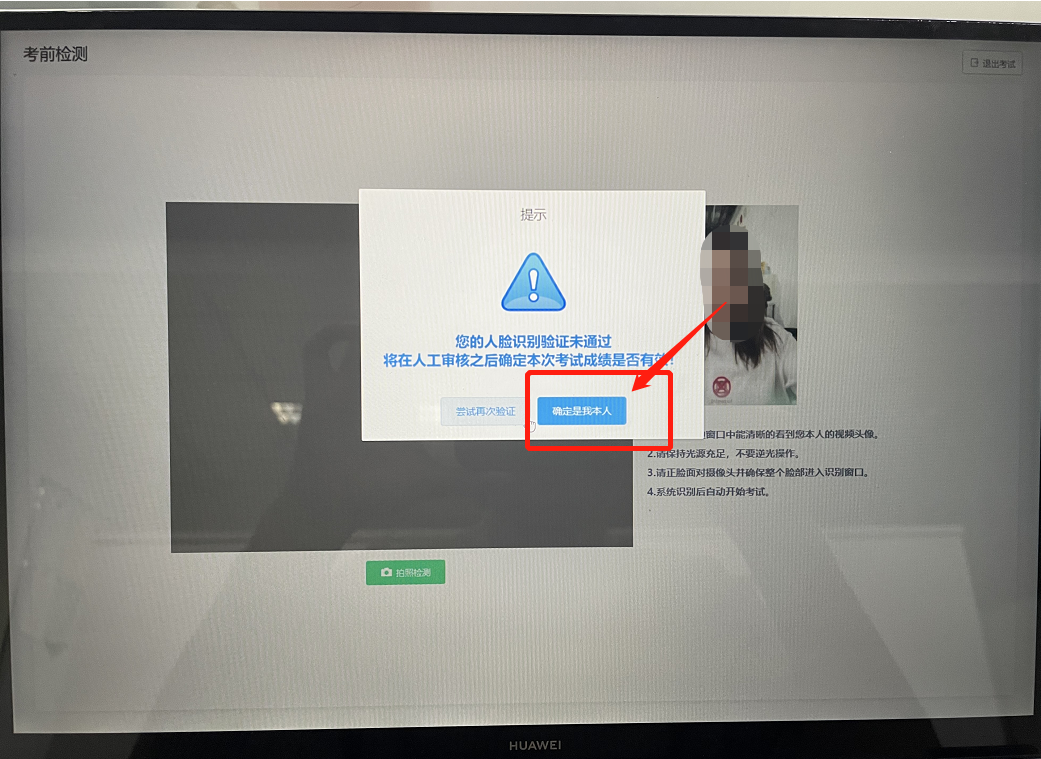 考前检测
退出考试
提示
您的人脸识别验证未通过
将在人工审核之后确定本次考试成绩是否有效!
尝试再次验证
确定是我本人
窗口中能清晰的看到您本人的视频头像。
2.请保持光源充足，不要逆光操作。
3.请正脸面对摄像头并确保整个脸部进入识别窗口。
4.系统识别后自动开始考试。
拍照检测
HUAWEI